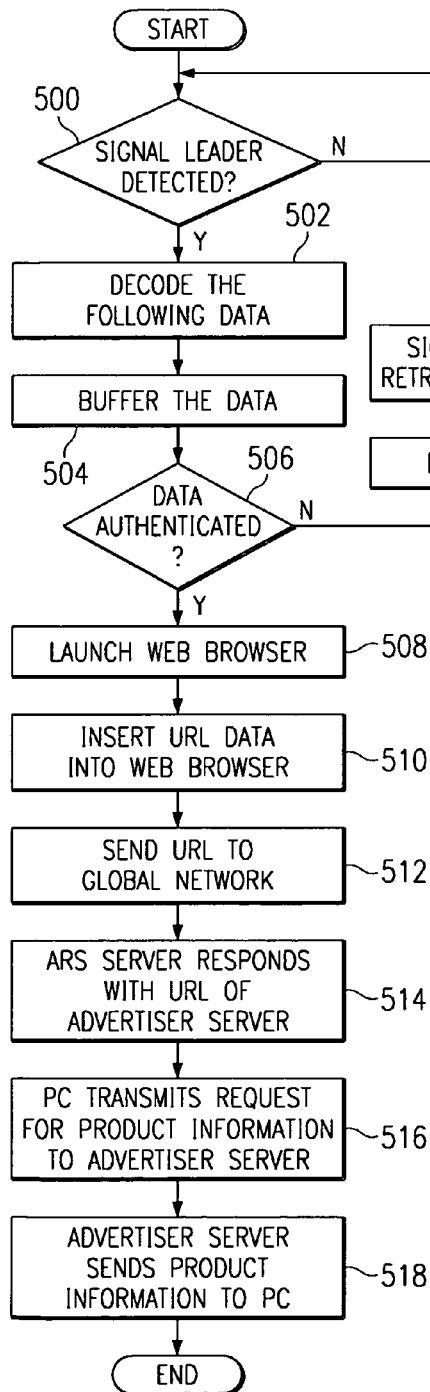 START
500
SIGNAL LEADER
DETECTED?
N
Y
502
DECODE THE
FOLLOWING DATA
BUFFER THE DATA
504
506
DATA
AUTHENTICATED
?
N
Y
LAUNCH WEB BROWSER
508
INSERT URL DATA
INTO WEB BROWSER
510
SEND URL TO
GLOBAL NETWORK
512
ARS SERVER RESPONDS
WITH URL OF
ADVERTISER SERVER
514
PC TRANSMITS REQUEST
FOR PRODUCT INFORMATION
TO ADVERTISER SERVER
516
ADVERTISER SERVER
SENDS PRODUCT
INFORMATION TO PC
518
END